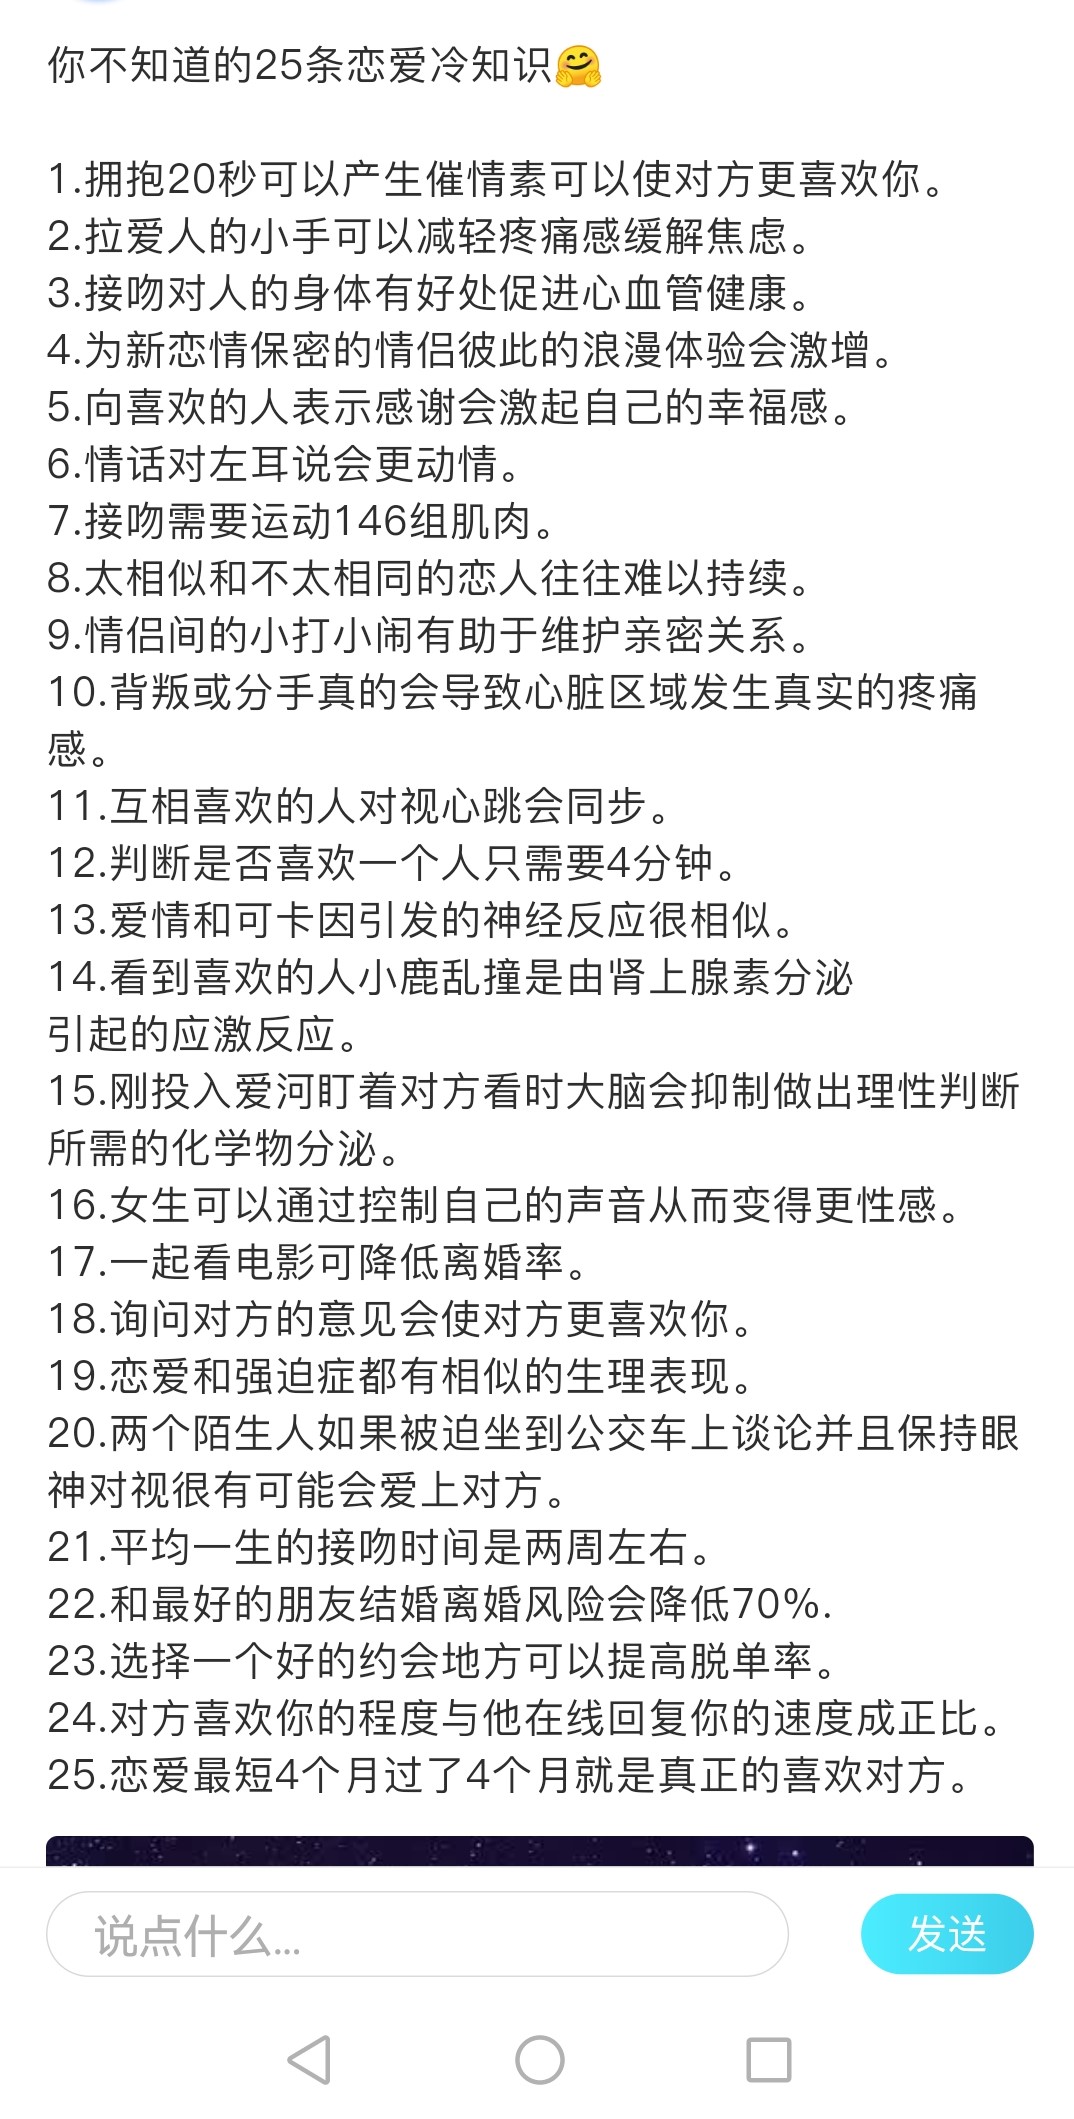 你不知道的25条恋爱冷知识🤗
1.拥抱20秒可以产生催情素可以使对方更喜欢你。
2.拉爱人的小手可以减轻疼痛感缓解焦虑。
3.接吻对人的身体有好处促进心血管健康。
4.为新恋情保密的情侣彼此的浪漫体验会激增。
5.向喜欢的人表示感谢会激起自己的幸福感。
6.情话对左耳说会更动情。
7.接吻需要运动146组肌肉。
8.太相似和不太相同的恋人往往难以持续。
9.情侣间的小打小闹有助于维护亲密关系。
10.背叛或分手真的会导致心脏区域发生真实的疼痛
感。
11.互相喜欢的人对视心跳会同步。
12.判断是否喜欢一个人只需要4分钟。
13.爱情和可卡因引发的神经反应很相似。
14.看到喜欢的人小鹿乱撞是由肾上腺素分泌
引起的应激反应。
15.刚投入爱河盯着对方看时大脑会抑制做出理性判断
所需的化学物分泌。
16.女生可以通过控制自己的声音从而变得更性感。
17.一起看电影可降低离婚率。
18.询问对方的意见会使对方更喜欢你。
19.恋爱和强迫症都有相似的生理表现。
20.两个陌生人如果被迫坐到公交车上谈论并且保持眼
神对视很有可能会爱上对方。
21.平均一生的接吻时间是两周左右。
22.和最好的朋友结婚离婚风险会降低70%.
23.选择一个好的约会地方可以提高脱单率。
24.对方喜欢你的程度与他在线回复你的速度成正比。
25.恋爱最短4个月过了4个月就是真正的喜欢对方。
说点什么...
发送